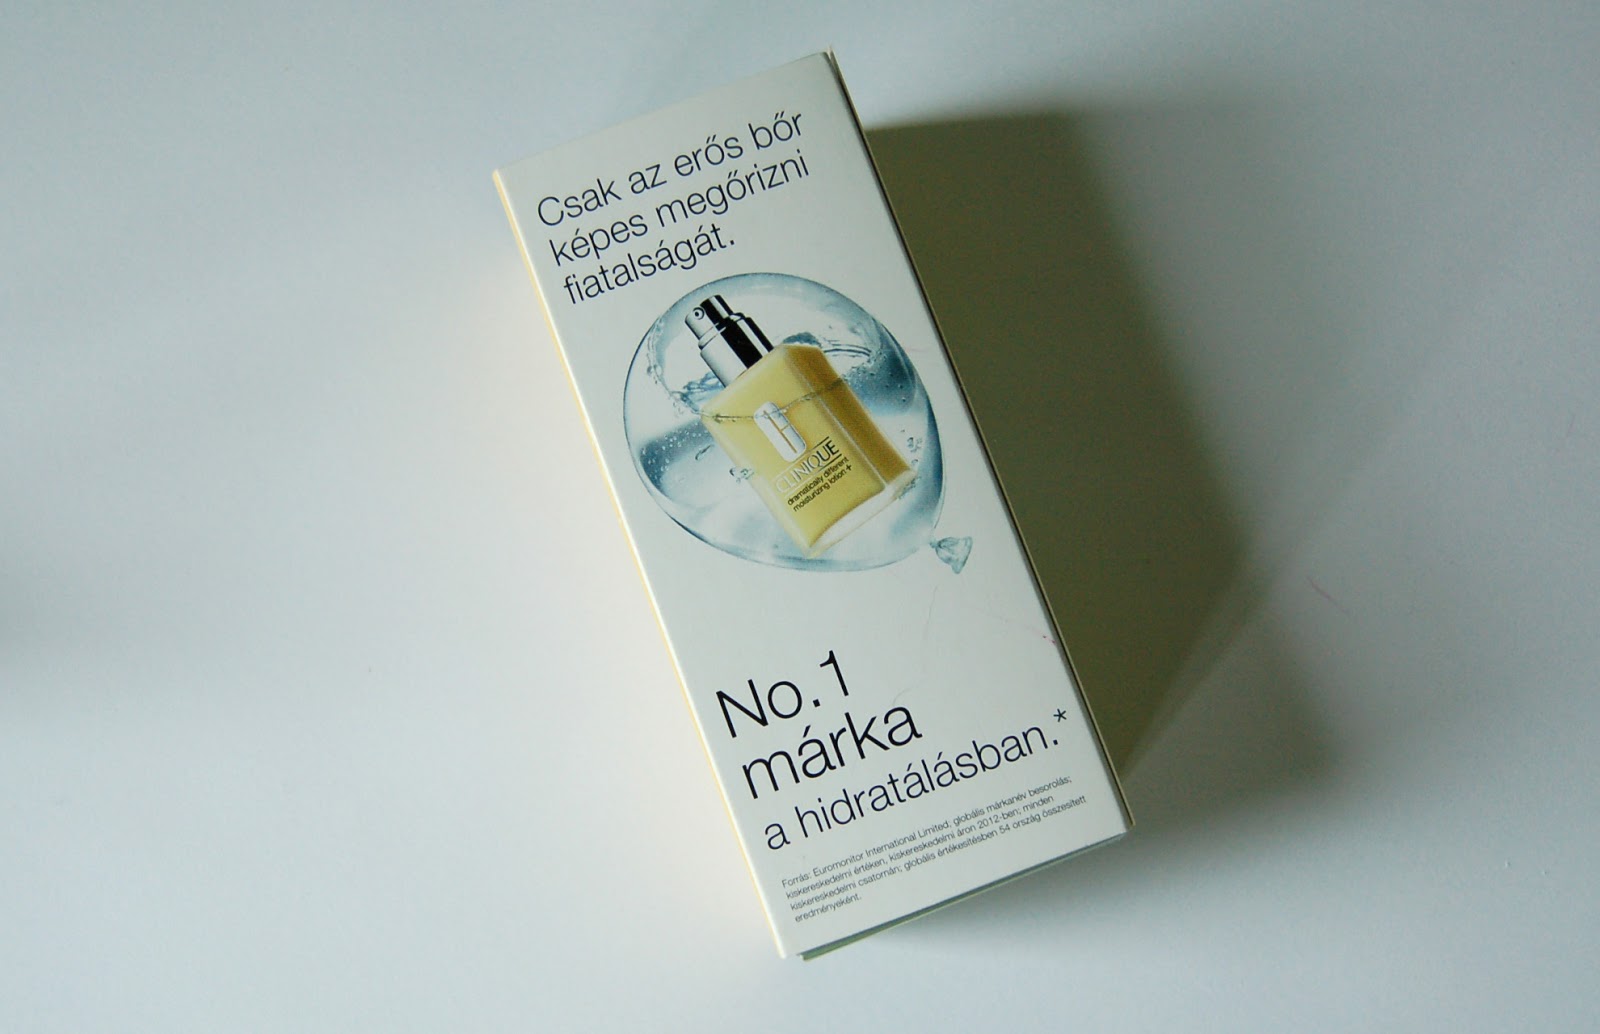 Csak az erős bőr
képes megőrizni
fiatalságát.
CLINIQUE
dramatically different
moisturizing lotion +
No. 1
márka
a hidratálásban.*
Forrás: Euromonitor International Limited; globális márkanév besorolás;
kiskereskedelmi értéken, kiskereskedelmi áron 2012-ben; minden
kiskereskedelmi csatornán; globális értékesítésben 54 ország összesített
eredményeként.